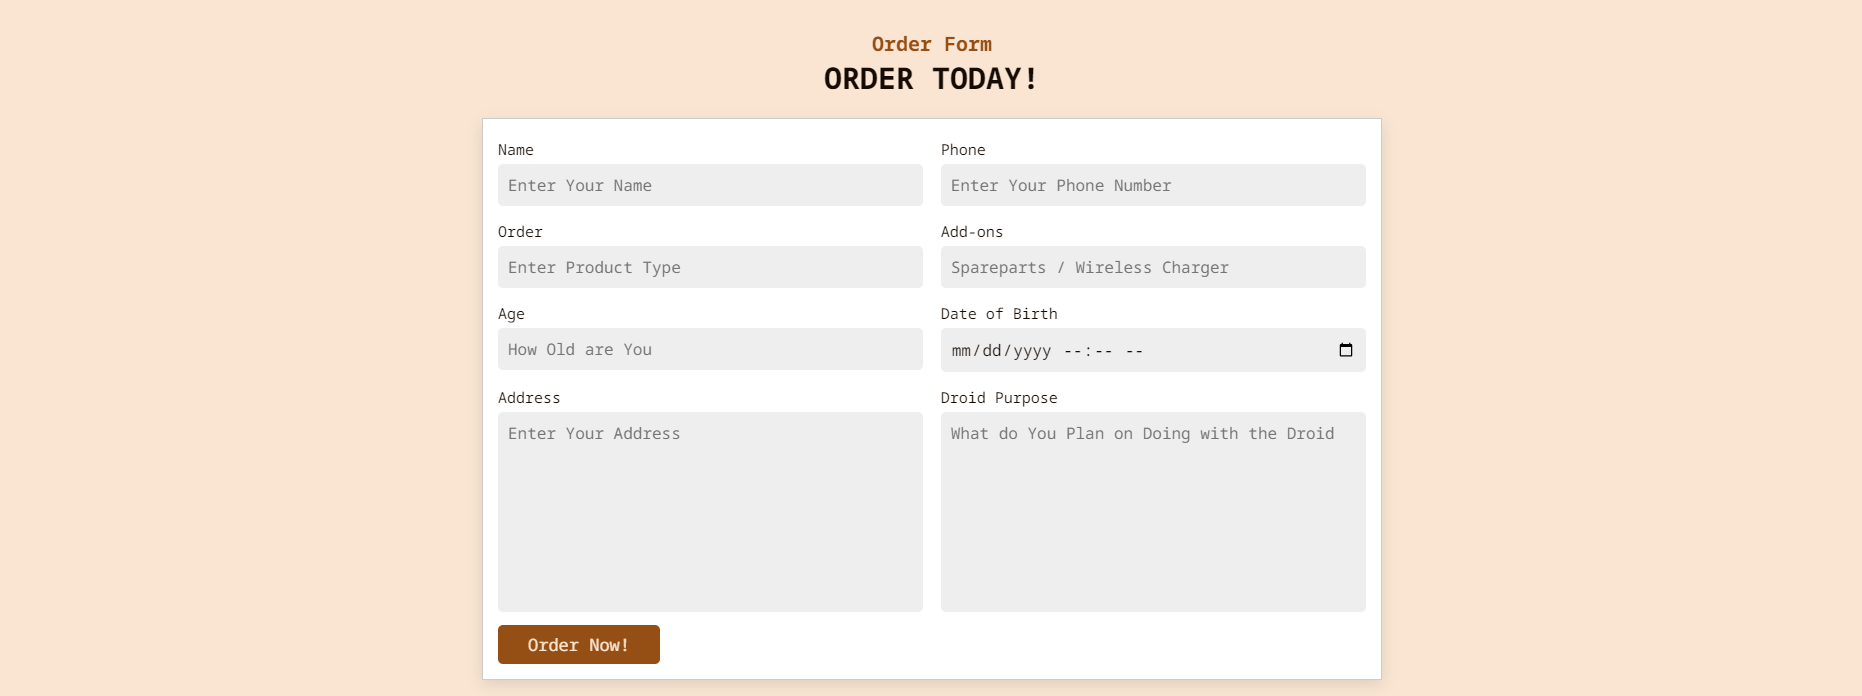 Order Form
ORDER TODAY!
Name
Phone
Enter Your Name
Enter Your Phone Number
Order
Add-ons
Enter Product Type
Spareparts / Wireless Charger
Age
Date of Birth
How Old are You
mm/dd/yyyy --:-- --
Address
Droid Purpose
Enter Your Address
What do You Plan on Doing with the Droid
Order Now!